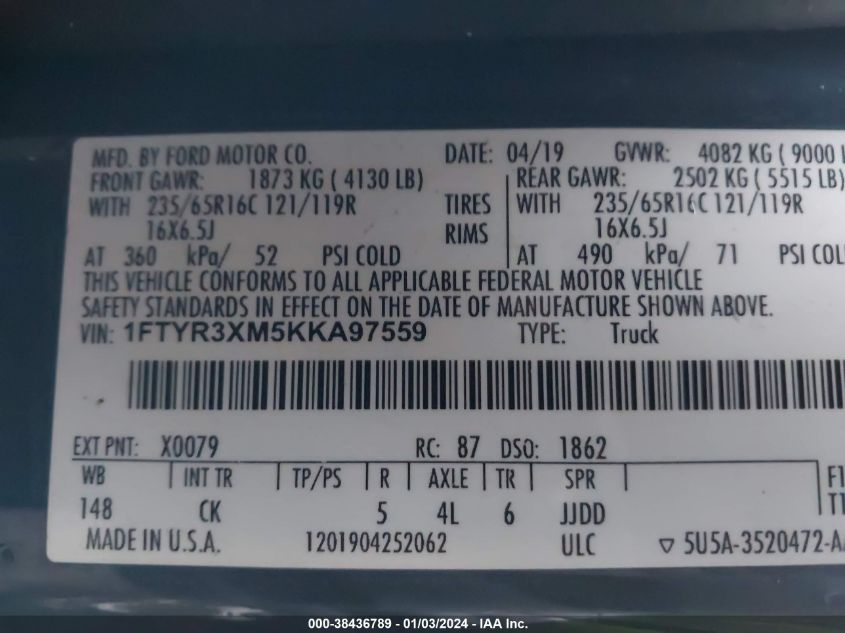 MFD. BY FORD MOTOR CO. DATE: 04/19 GVWR: 4082 KG ( 9000
FRONT GAWR: 1873 KG ( 4130 LB) REAR GAWR: 2502 KG ( 5515 LB)
WITH 235/65R16C 121/119R TIRES WITH 235/65R16C 121/119R
16X6.5J RIMS 16X6.5J
AT 360 kPa/ 52 PSI COLD AT 490 kPa/ 71 PSI COL
THIS VEHICLE CONFORMS TO ALL APPLICABLE FEDERAL MOTOR VEHICLE
SAFETY STANDARDS IN EFFECT ON THE DATE OF MANUFACTURE SHOWN ABOVE.
VIN: 1FTYR3XM5KKA97559 TYPE: Truck
EXT PNT: X0079 RC: 87 DSO: 1862
WB INT TR TP/PS R AXLE TR SPR
148 CK 5 4L 6 JJDD
MADE IN U.S.A. 1201904252062 ULC ▽ 5U5A-3520472-A
000-38436789 - 01/03/2024 - IAA Inc.